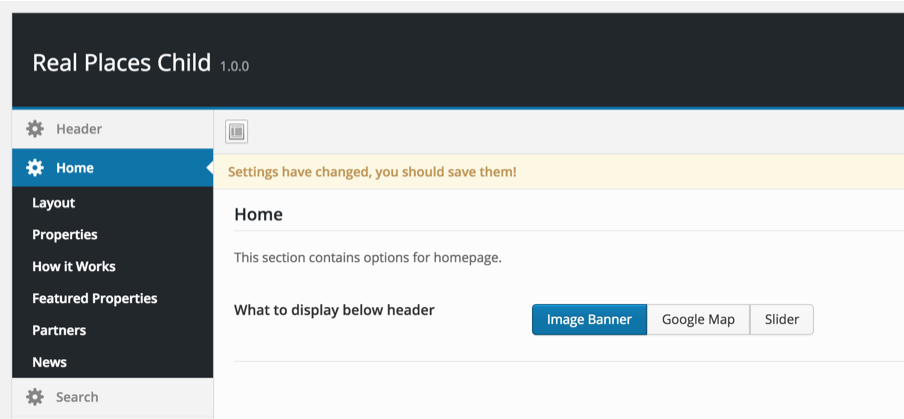 Real Places Child 1.0.0
Header
Home
Settings have changed, you should save them!
Layout
Properties
How it Works
Featured Properties
Partners
News
Search
Home
This section contains options for homepage.
What to display below header
Image Banner Google Map Slider